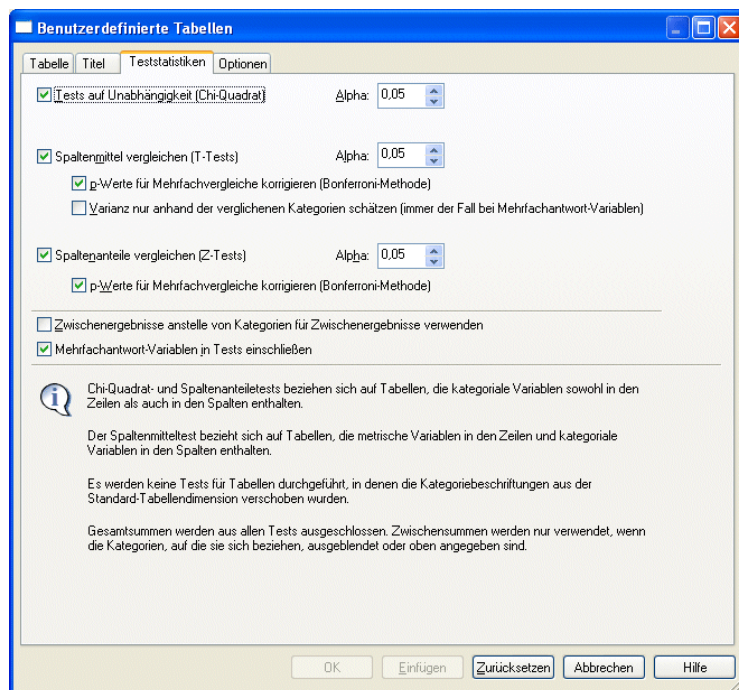 Benutzerdefinierte Tabellen
Tabelle Titel Teststatistiken Optionen
Tests auf Unabhängigkeit (Chi-Quadrat) Alpha: 0,05
Spaltenmittel vergleichen (T-Tests) Alpha: 0,05
p-Werte für Mehrfachvergleiche korrigieren (Bonferroni-Methode)
Varianz nur anhand der verglichenen Kategorien schätzen (immer der Fall bei Mehrfachantwort-Variablen)
Spaltenanteile vergleichen (Z-Tests) Alpha: 0,05
p-Werte für Mehrfachvergleiche korrigieren (Bonferroni-Methode)
Zwischenergebnisse anstelle von Kategorien für Zwischenergebnisse verwenden
Mehrfachantwort-Variablen in Tests einschließen
Chi-Quadrat- und Spaltenanteiletests beziehen sich auf Tabellen, die kategoriale Variablen sowohl in den
Zeilen als auch in den Spalten enthalten.
Der Spaltenmitteltest bezieht sich auf Tabellen, die metrische Variablen in den Zeilen und kategoriale
Variablen in den Spalten enthalten.
Es werden keine Tests für Tabellen durchgeführt, in denen die Kategoriebeschriftungen aus der
Standard-Tabellendimension verschoben wurden.
Gesamtsummen werden aus allen Tests ausgeschlossen. Zwischensummen werden nur verwendet, wenn
die Kategorien, auf die sie sich beziehen, ausgeblendet oder oben angegeben sind.
OK Einfügen Zurücksetzen Abbrechen Hilfe